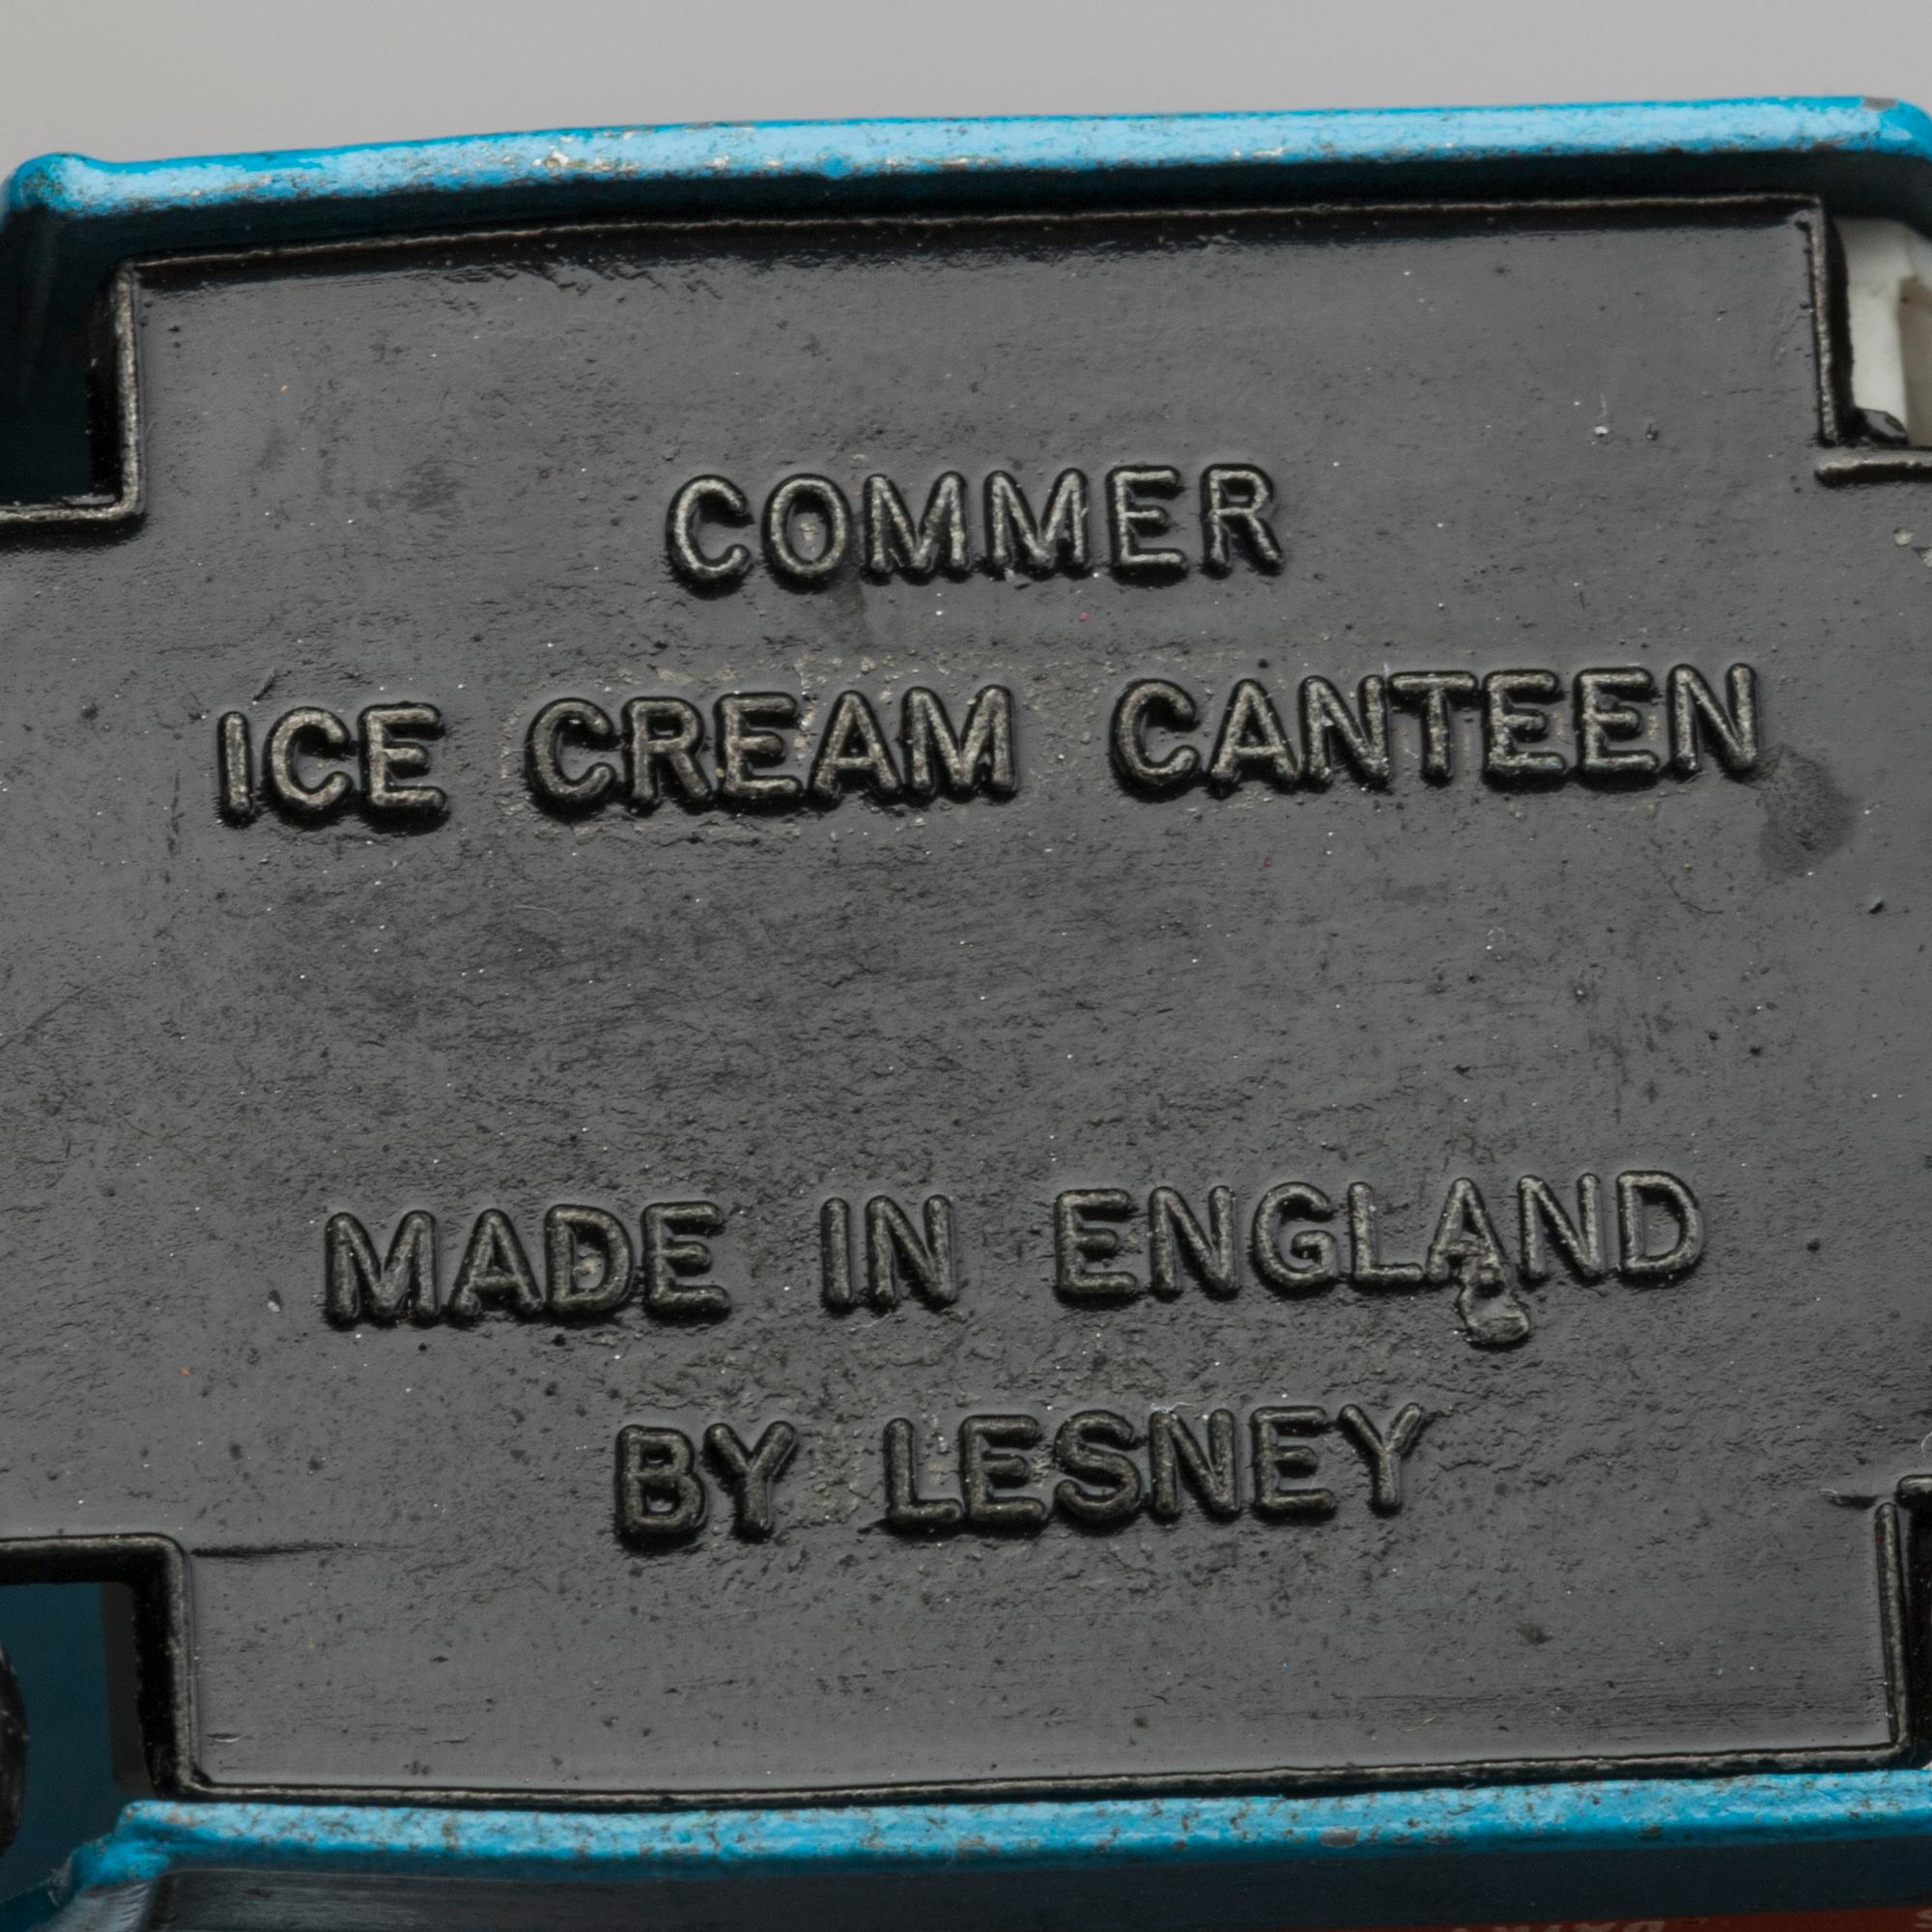 COMMER
ICE CREAM CANTEEN
MADE IN ENGLAND
BY LESNEY